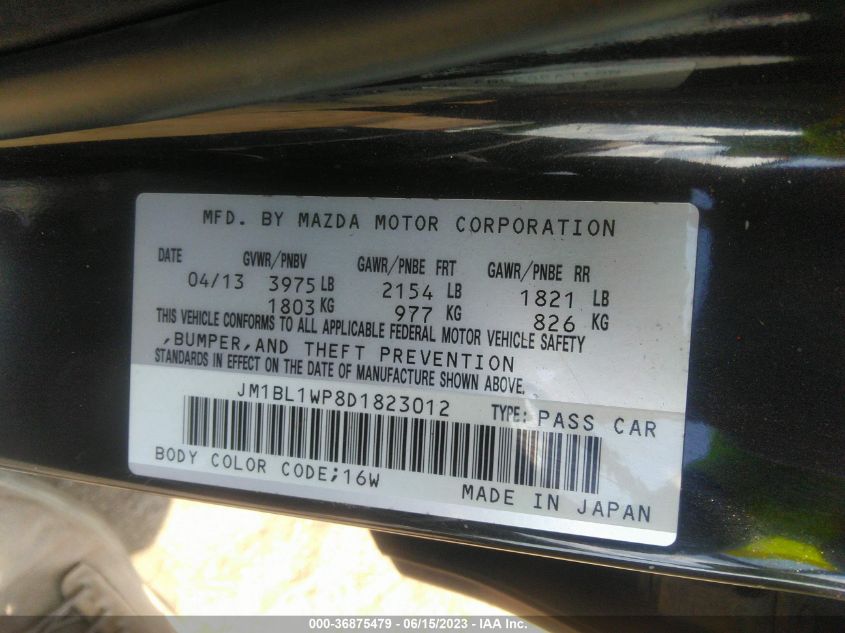 MFD. BY MAZDA MOTOR CORPORATION
DATE GVWR/PNBV GAWR/PNBE FRT GAWR/PNBE RR
04/13 3975 LB 2154 LB 1821 LB
1803 KG 977 KG 826 KG
THIS VEHICLE CONFORMS TO ALL APPLICABLE FEDERAL MOTOR VEHICLE SAFETY
,BUMPER,AND THEFT PREVENTION
STANDARDS IN EFFECT ON THE DATE OF MANUFACTURE SHOWN ABOVE.
JM1BL1WP8D1823012 TYPE: PASS CAR
BODY COLOR CODE;16W
MADE IN JAPAN
000-36875479 - 06/15/2023 - IAA Inc.